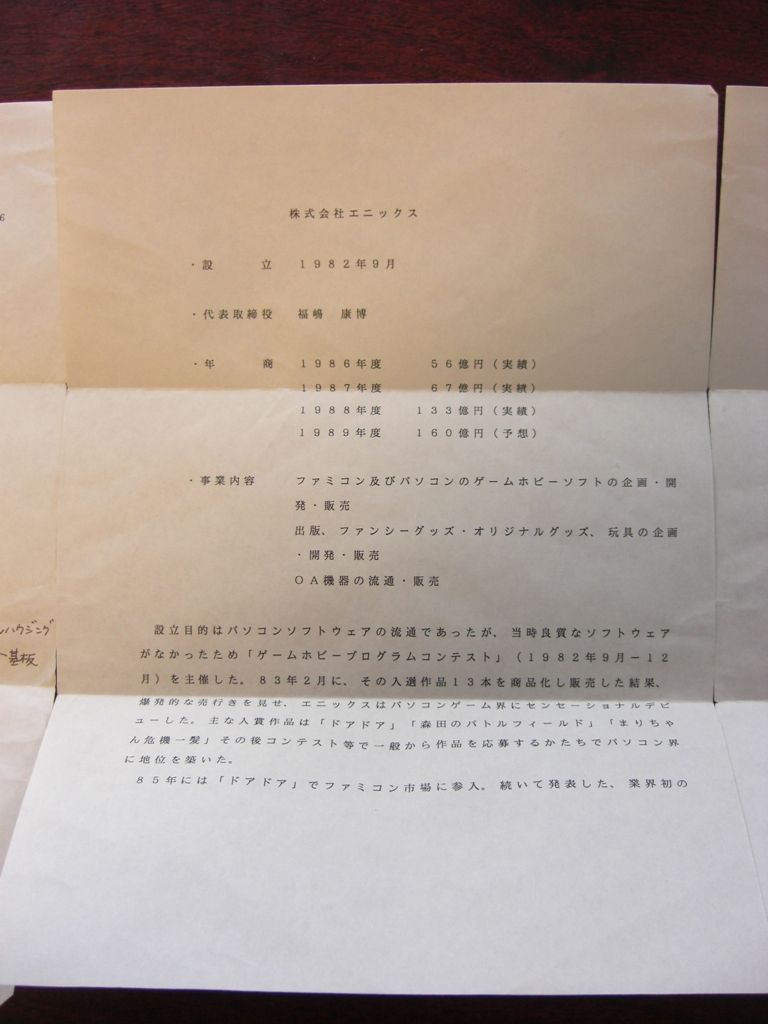 株式会社エニックス
・設　　　立　　１９８２年９月
・代表取締役　　福嶋　康博
・年　　　商　　１９８６年度　　　５６億円（実績）
１９８７年度　　　６７億円（実績）
１９８８年度　　１３３億円（実績）
１９８９年度　　１６０億円（予想）
・事業内容　　ファミコン及びパソコンのゲームホビーソフトの企画・開
発・販売
出版、ファンシーグッズ・オリジナルグッズ、玩具の企画
・開発・販売
ＯＡ機器の流通・販売
設立目的はパソコンソフトウェアの流通であったが、当時良質なソフトウェア
がなかったため「ゲームホビープログラムコンテスト」（１９８２年９月－１２
月）を主催した。８３年２月に、その入選作品１３本を商品化し販売した結果、
爆発的な売行きを見せ、エニックスはパソコンゲーム界にセンセーショナルデビ
ューした。主な入賞作品は「ドアドア」「森田のバトルフィールド」「まりちゃ
ん危機一髪」その後コンテスト等で一般から作品を応募するかたちでパソコン界
に地位を築いた。
８５年には「ドアドア」でファミコン市場に参入。続いて発表した、業界初の
6
ハウジング
基板